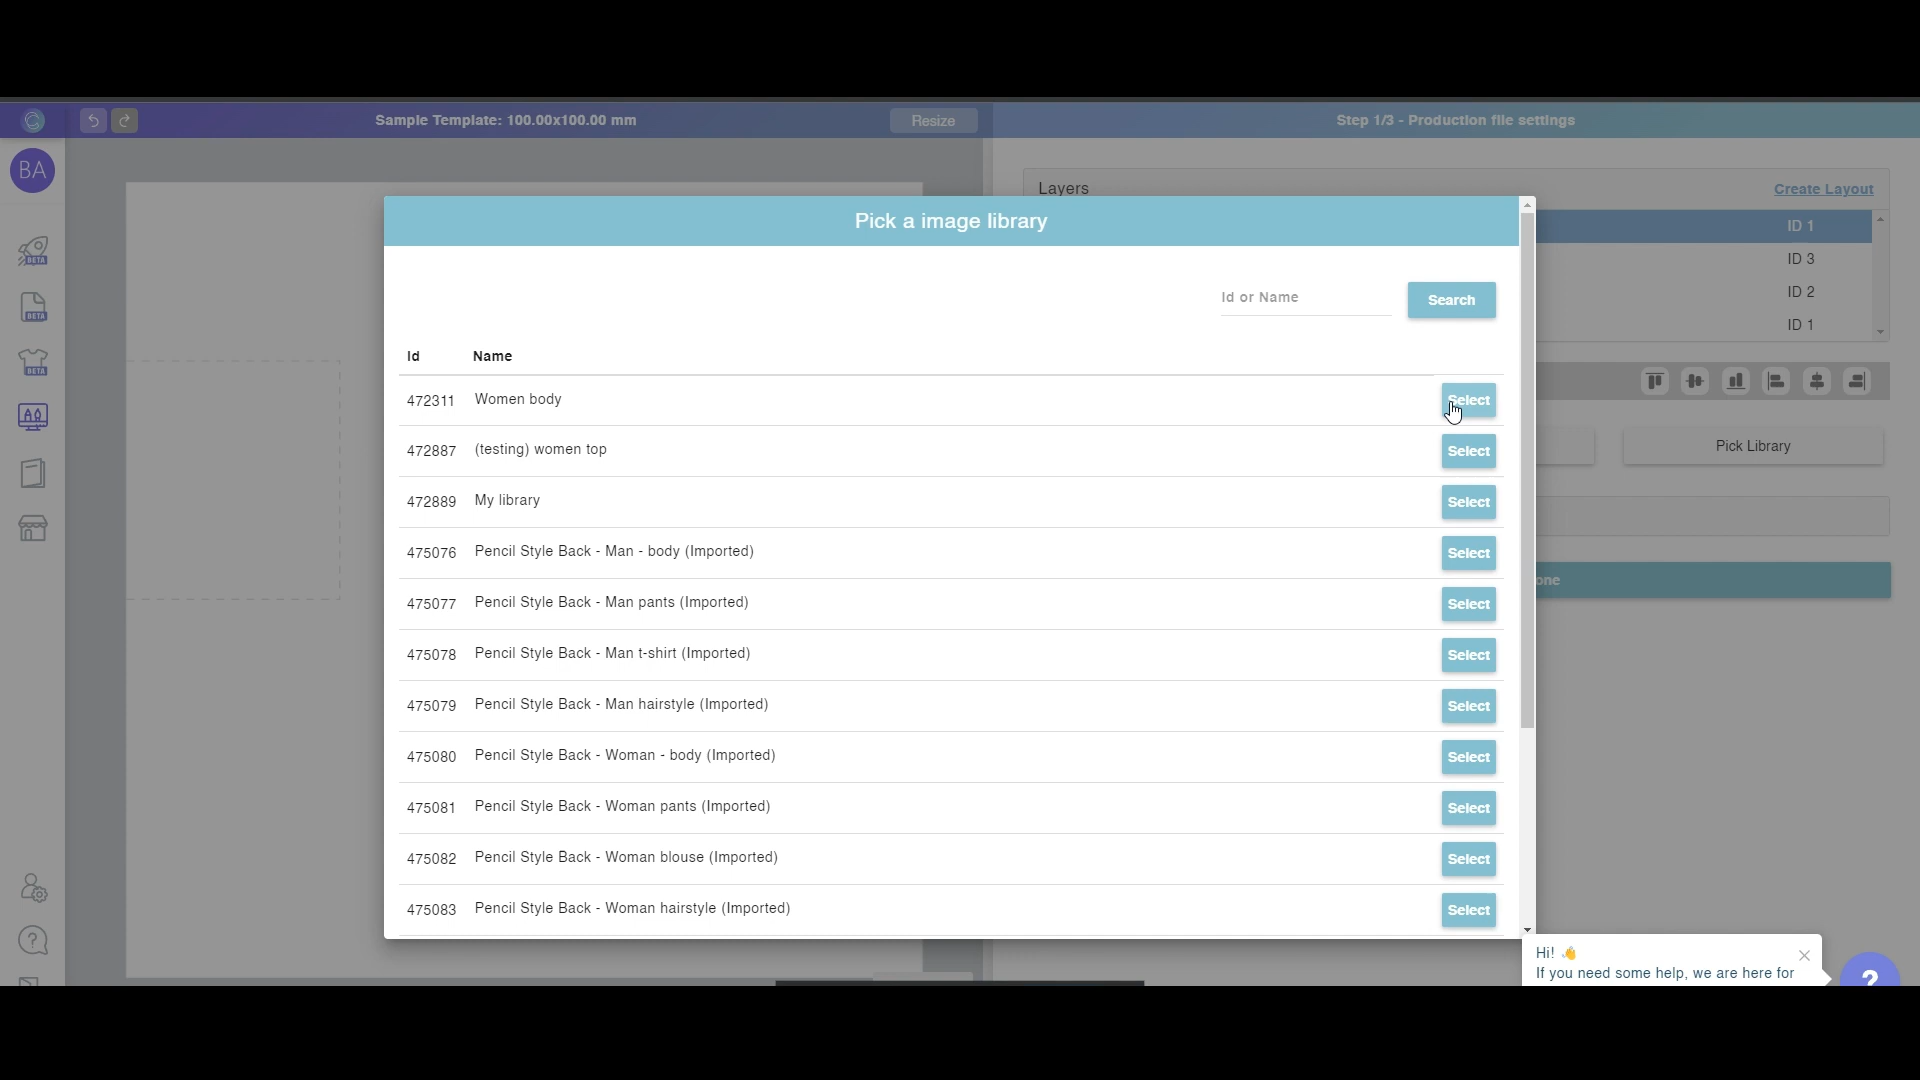 Sample Template: 100.00x100.00 mm
Resize
Step 1/3 - Production file settings
BA
Layers
Create Layout
Pick a image library
ID 1
BETA
ID 3
Id or Name
Search
ID 2
BETA
ID 1
Id Name
BETA
472311 Women body Select
472887 (testing) women top Select
Pick Library
472889 My library Select
475076 Pencil Style Back - Man - body (Imported) Select
one
475077 Pencil Style Back - Man pants (Imported) Select
475078 Pencil Style Back - Man t-shirt (Imported) Select
475079 Pencil Style Back - Man hairstyle (Imported) Select
475080 Pencil Style Back - Woman - body (Imported) Select
475081 Pencil Style Back - Woman pants (Imported) Select
475082 Pencil Style Back - Woman blouse (Imported) Select
475083 Pencil Style Back - Woman hairstyle (Imported) Select
Hi! 👋
If you need some help, we are here for
?